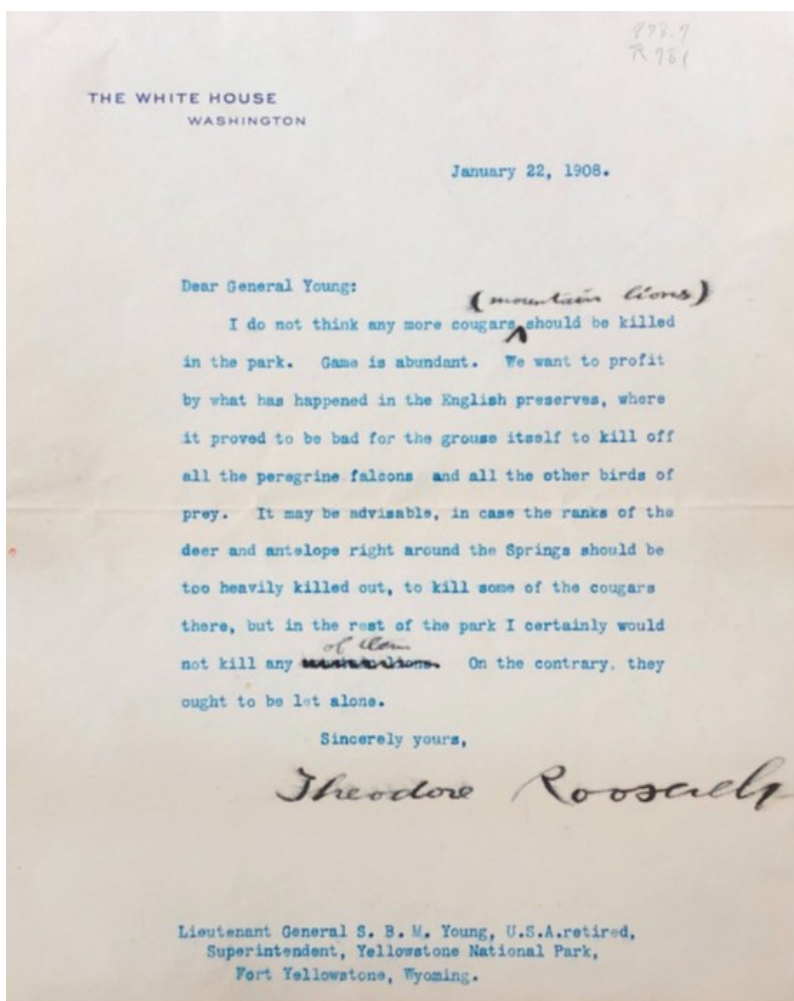 973.7
R 781
THE WHITE HOUSE
WASHINGTON
January 22, 1908.
Dear General Young:
(mountain lions)
I do not think any more cougars should be killed
in the park. Game is abundant. We want to profit
by what has happened in the English preserves, where
it proved to be bad for the grouse itself to kill off
all the peregrine falcons and all the other birds of
prey. It may be advisable, in case the ranks of the
deer and antelope right around the Springs should be
too heavily killed out, to kill some of the cougars
there, but in the rest of the park I certainly would
of them
not kill any On the contrary, they
ought to be let alone.
Sincerely yours,
Theodore Roosevelt
Lieutenant General S. B. M. Young, U.S.A.retired,
Superintendent, Yellowstone National Park,
Fort Yellowstone, Wyoming.